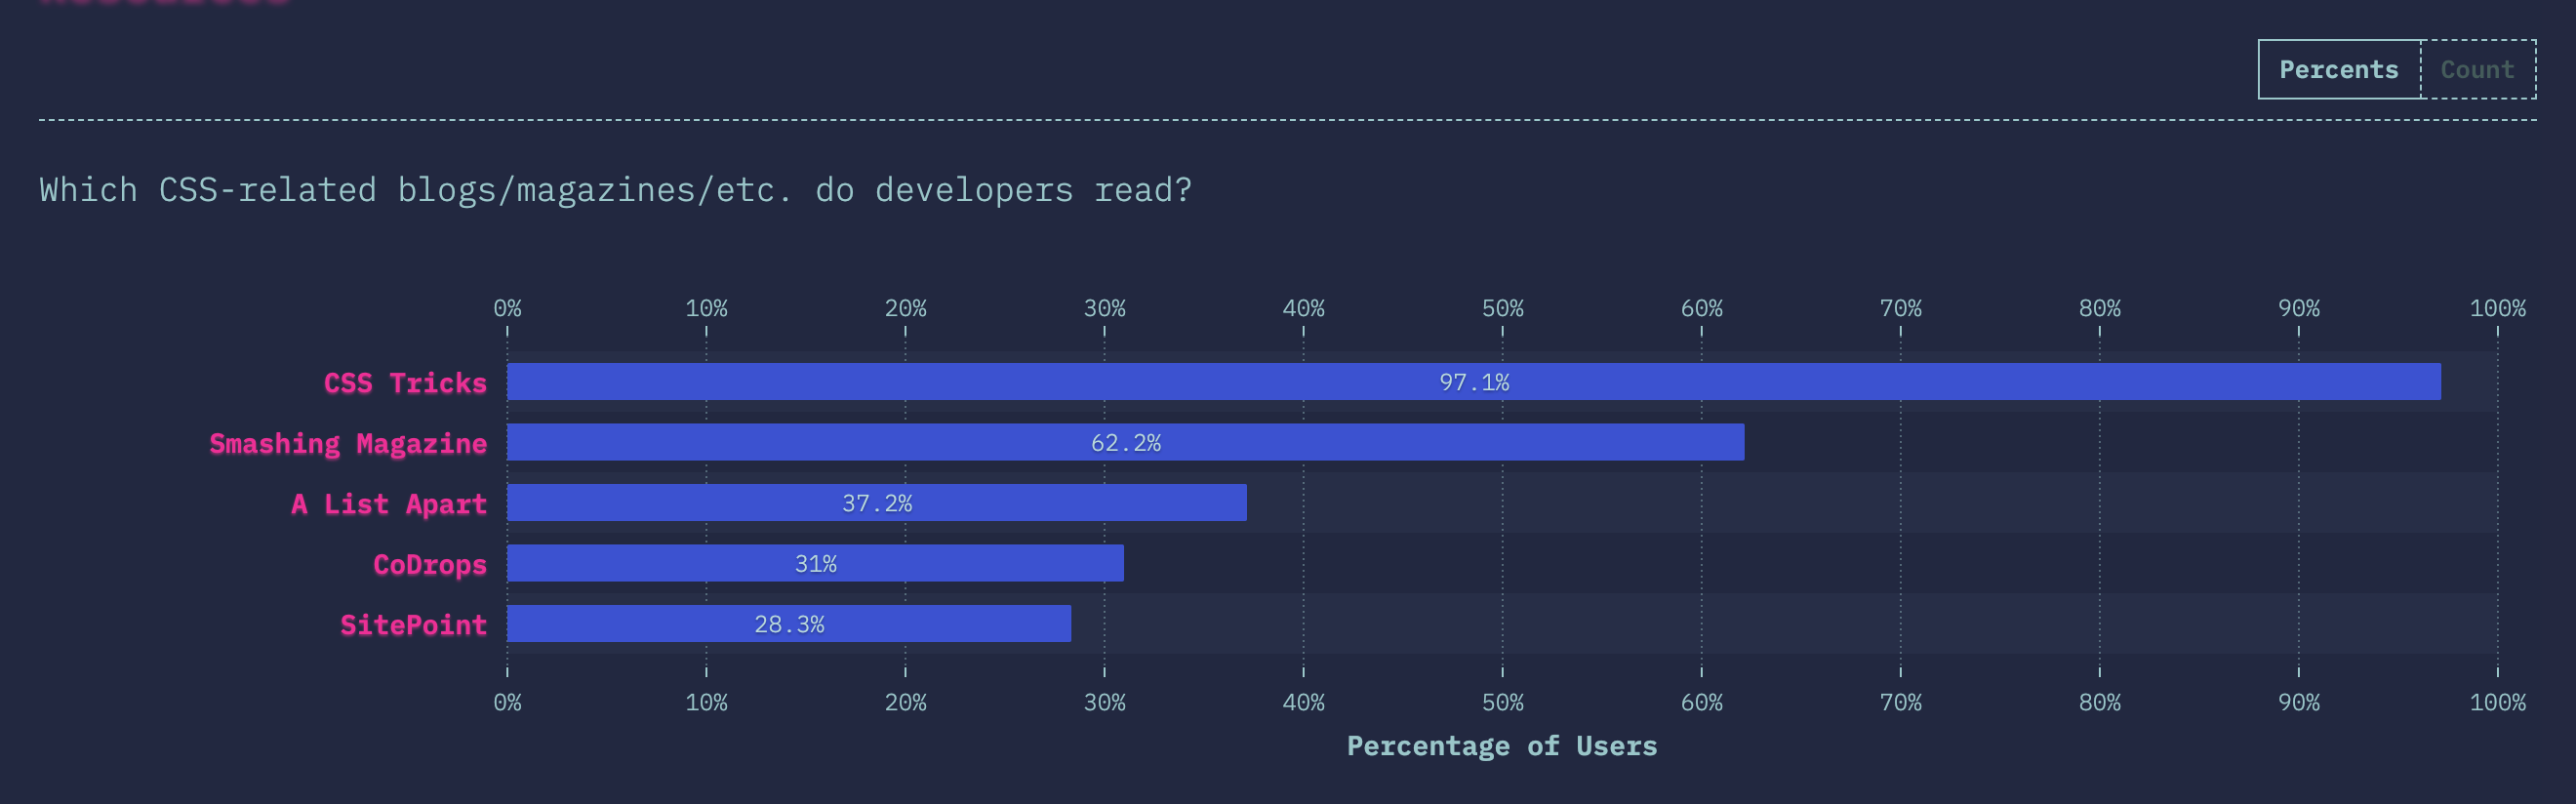 Percents Count
Which CSS-related blogs/magazines/etc. do developers read?
0% 10% 20% 30% 40% 50% 60% 70% 80% 90% 100%
CSS Tricks 97.1%
Smashing Magazine 62.2%
A List Apart 37.2%
CoDrops 31%
SitePoint 28.3%
0% 10% 20% 30% 40% 50% 60% 70% 80% 90% 100%
Percentage of Users